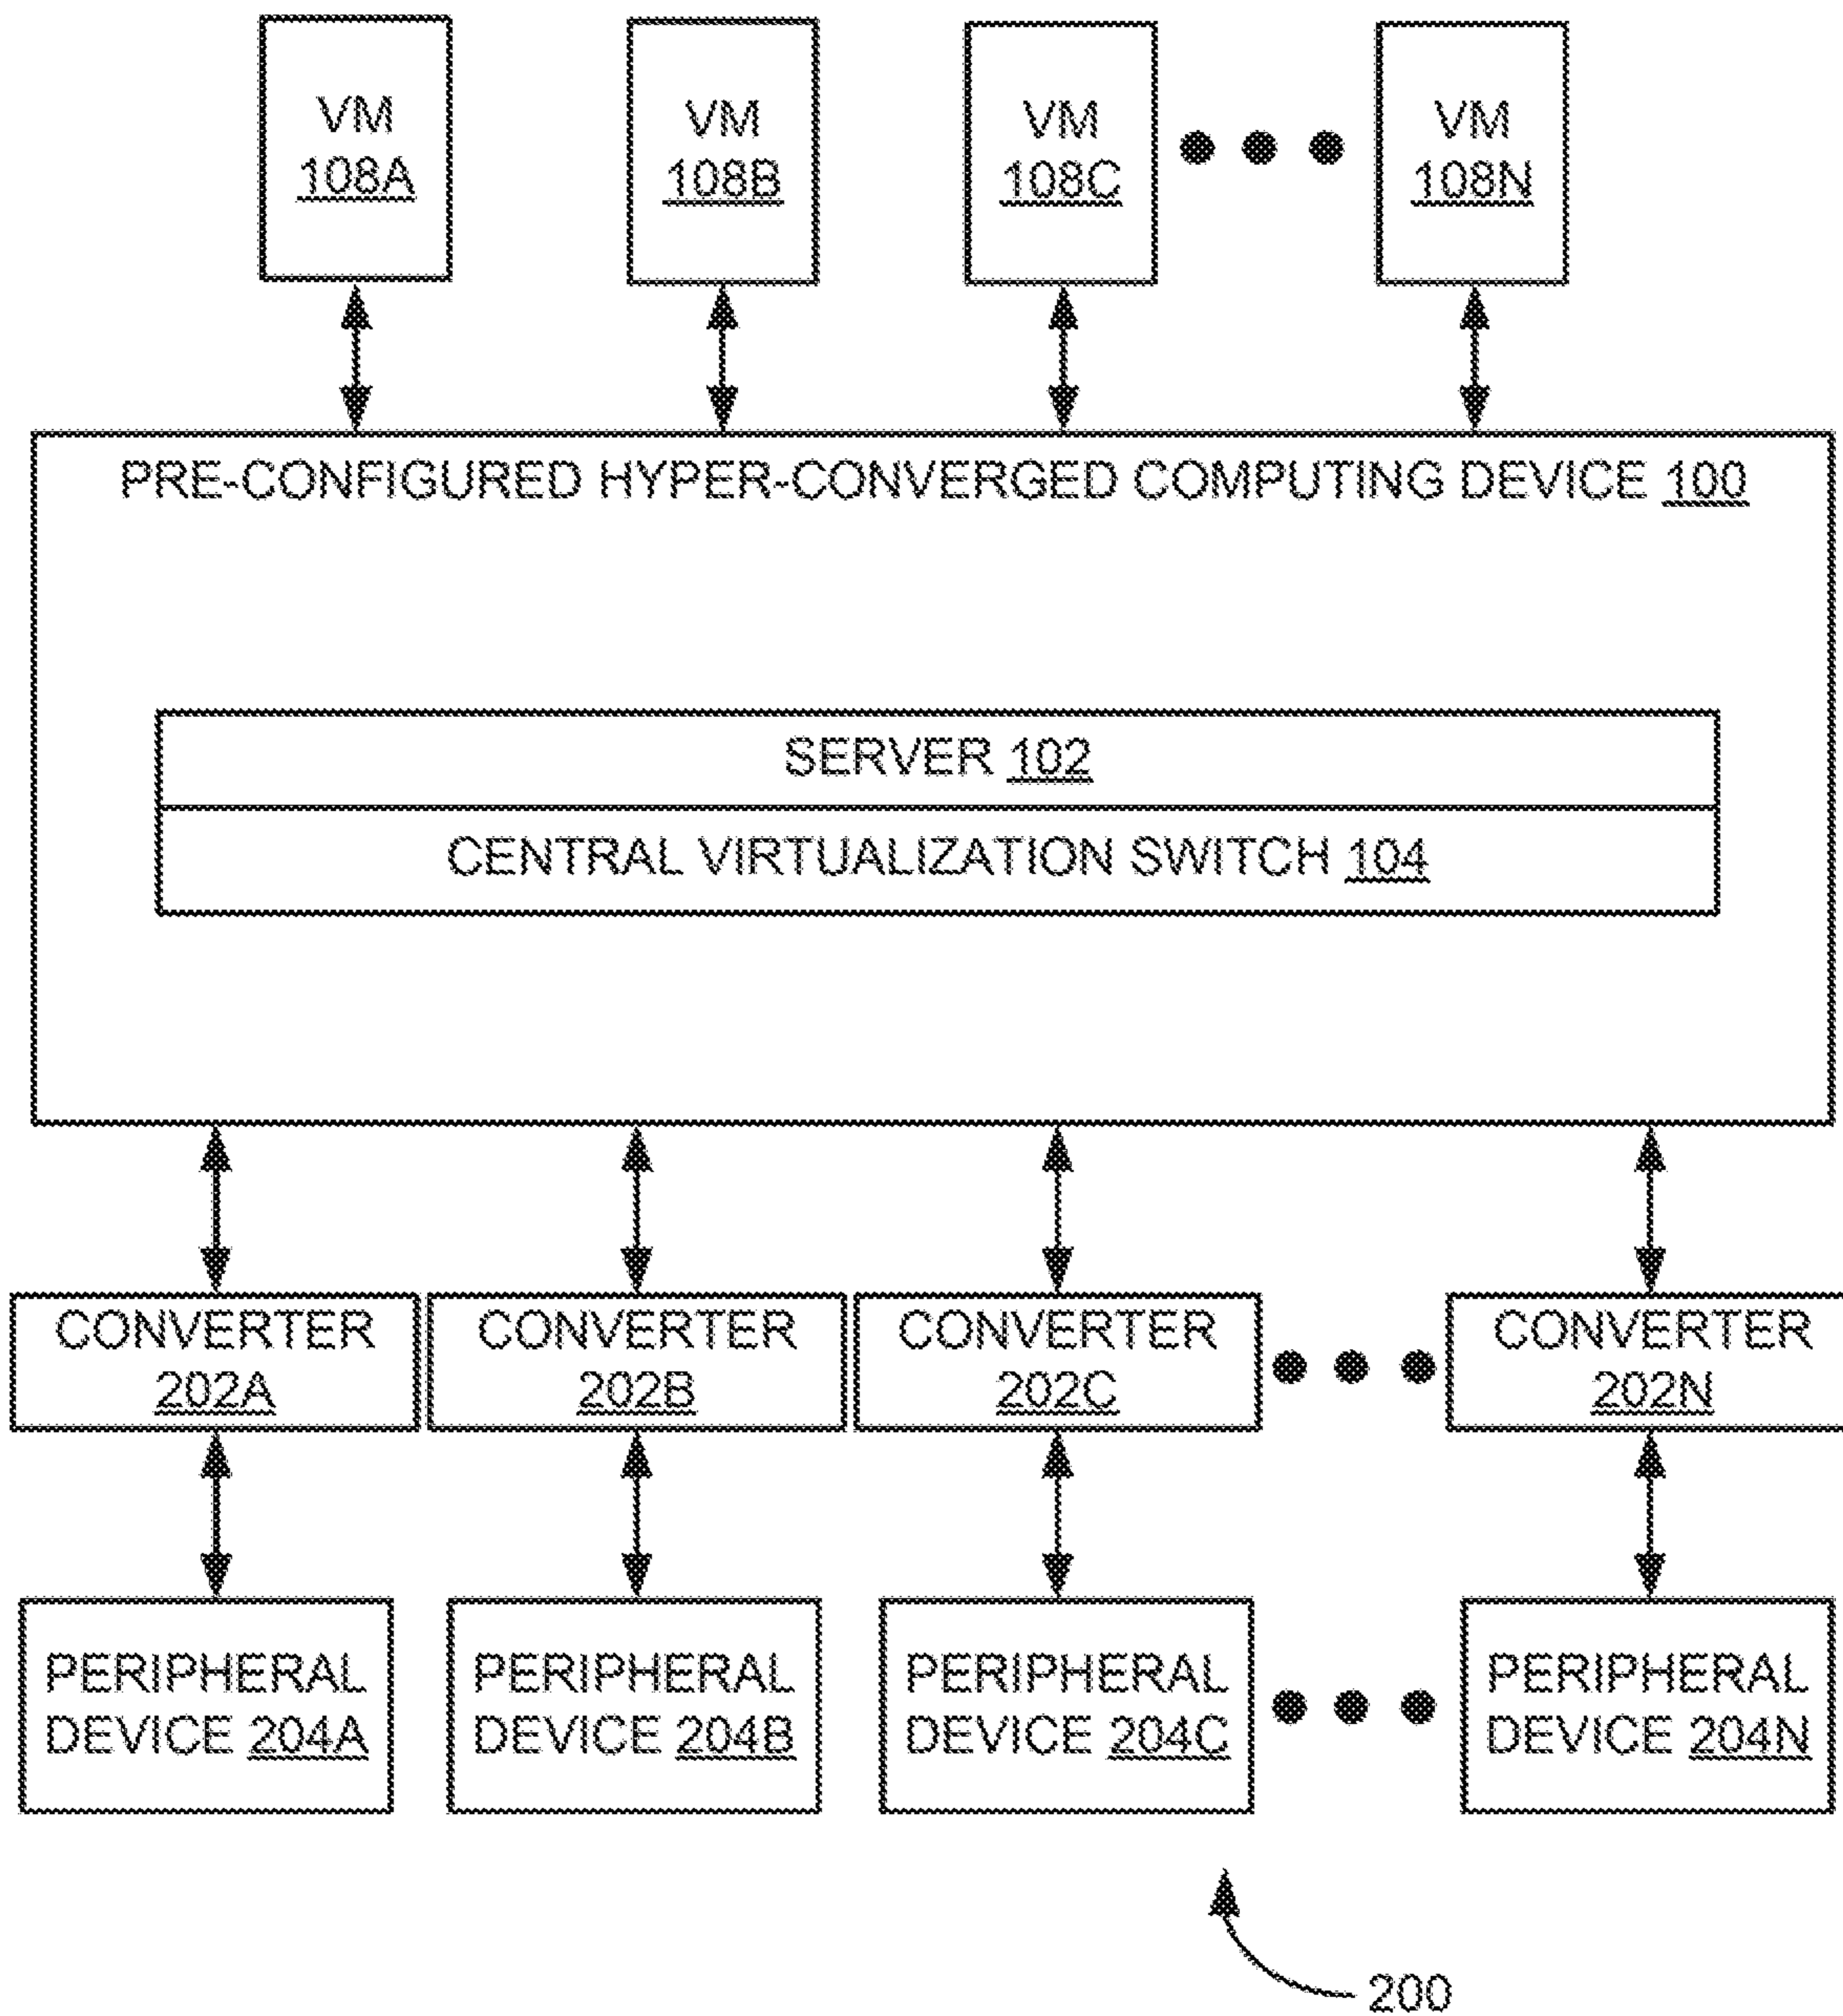 VM
108A
VM
108B
VM
108C
VM
108N
PRE-CONFIGURED HYPER-CONVERGED COMPUTING DEVICE 100
SERVER 102
CENTRAL VIRTUALIZATION SWITCH 104
CONVERTER
202A
CONVERTER
202B
CONVERTER
202C
CONVERTER
202N
PERIPHERAL
DEVICE 204A
PERIPHERAL
DEVICE 204B
PERIPHERAL
DEVICE 204C
PERIPHERAL
DEVICE 204N
200